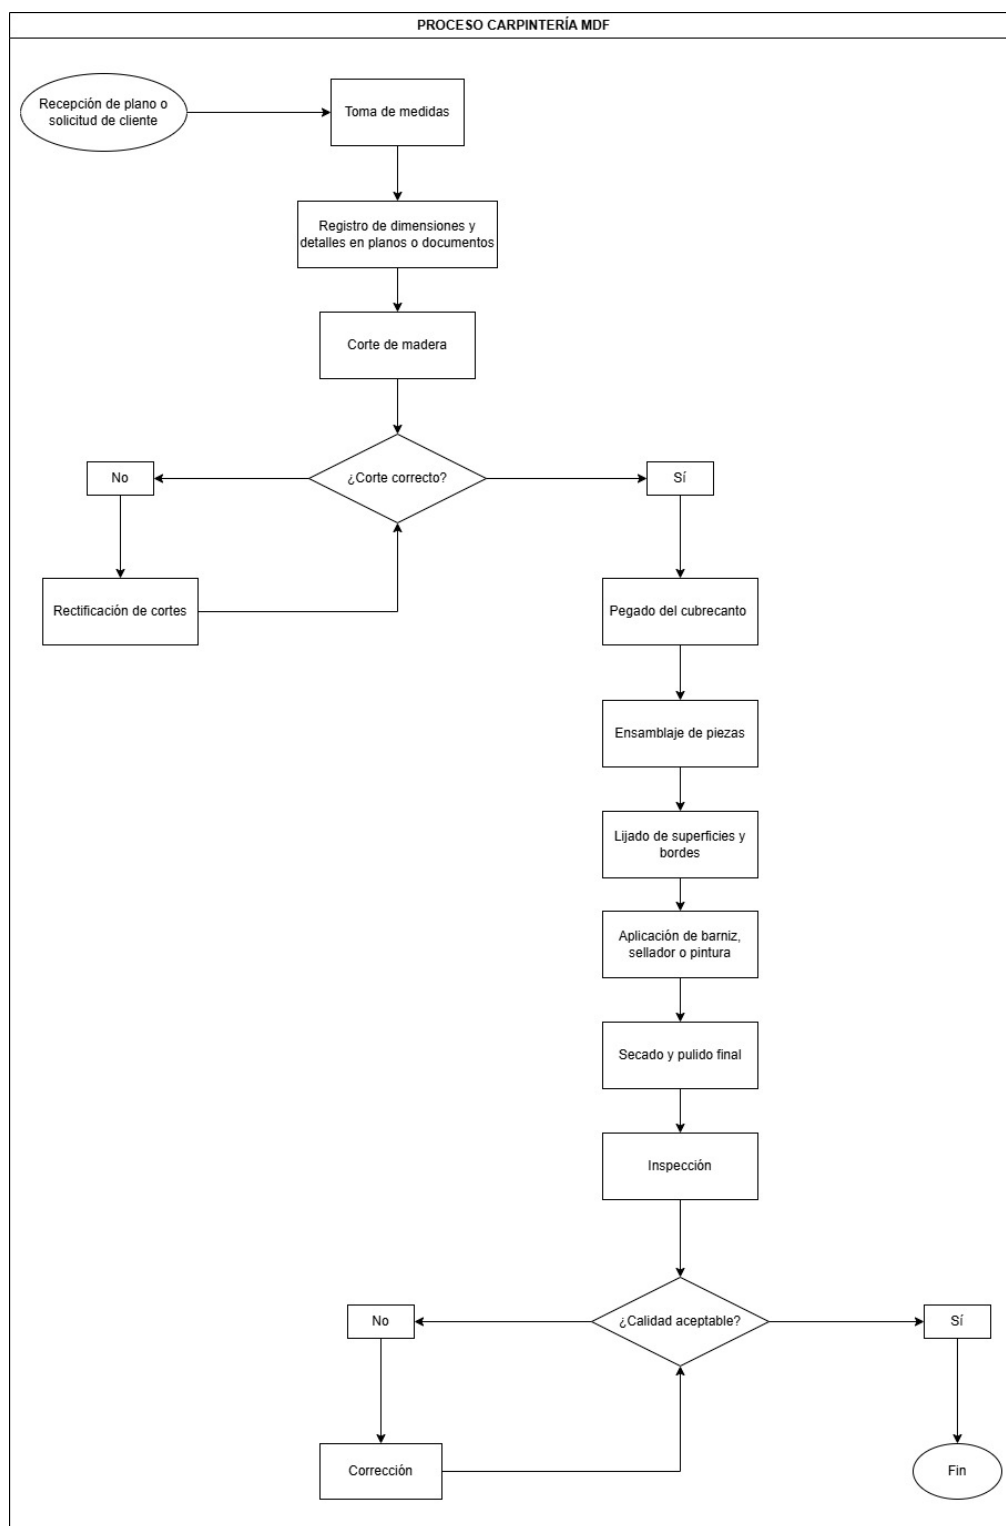 PROCESO CARPINTERÍA MDF
Recepción de plano o
solicitud de cliente
Toma de medidas
Registro de dimensiones y
detalles en planos o documentos
Corte de madera
¿Corte correcto?
No
Sí
Rectificación de cortes
Pegado del cubrecanto
Ensamblaje de piezas
Lijado de superficies y
bordes
Aplicación de barniz,
sellador o pintura
Secado y pulido final
Inspección
¿Calidad aceptable?
No
Sí
Corrección
Fin